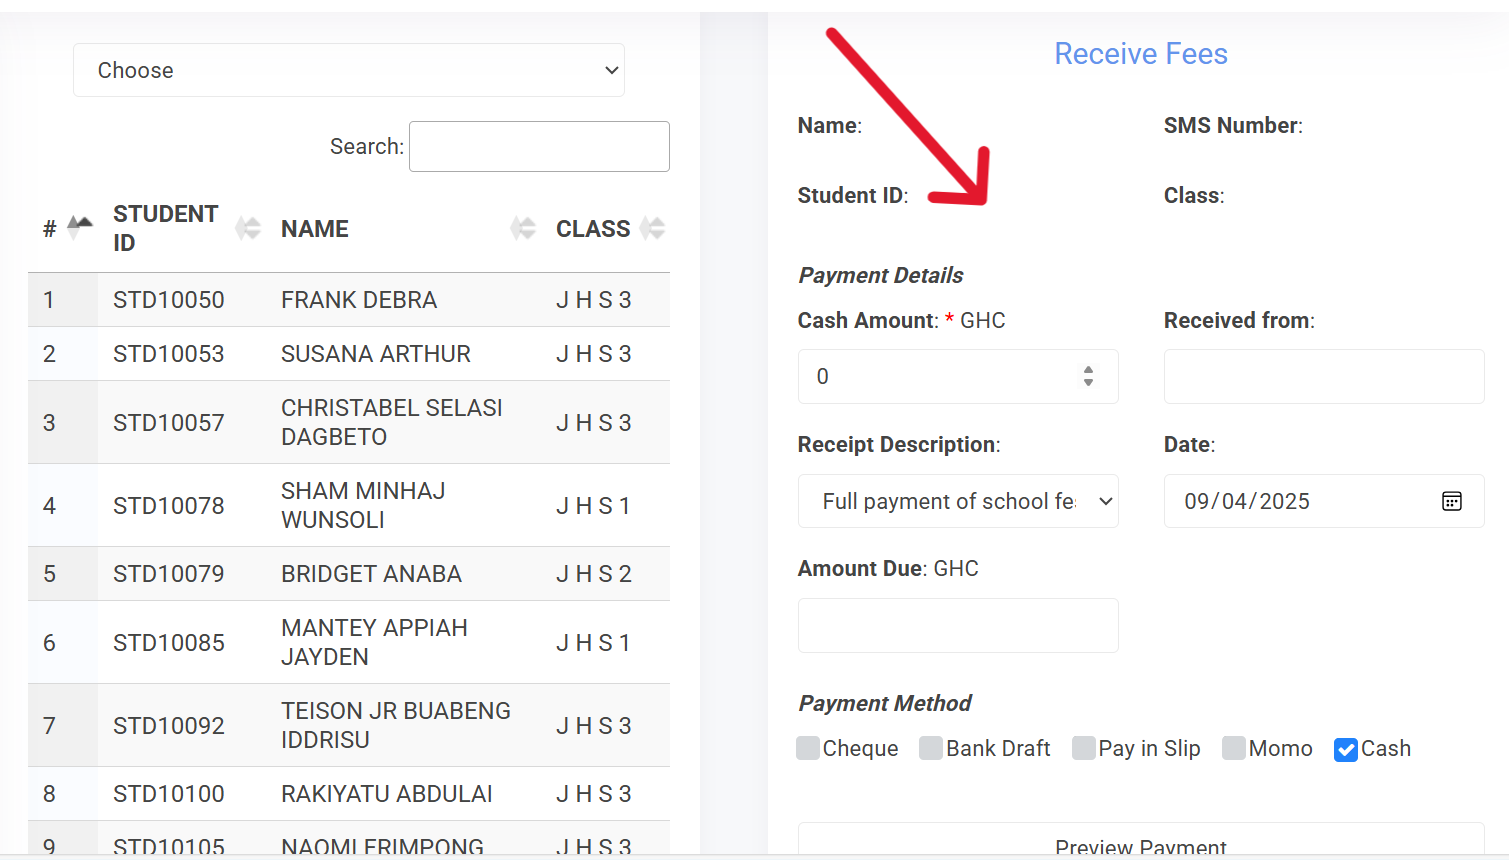 Choose
Search:
# STUDENT ID NAME CLASS
1 STD10050 FRANK DEBRA J H S 3
2 STD10053 SUSANA ARTHUR J H S 3
3 STD10057 CHRISTABEL SELASI DAGBETO J H S 3
4 STD10078 SHAM MINHAJ WUNSOLI J H S 1
5 STD10079 BRIDGET ANABA J H S 2
6 STD10085 MANTEY APPIAH JAYDEN J H S 1
7 STD10092 TEISON JR BUABENG IDDRISU J H S 3
8 STD10100 RAKIYATU ABDULAI J H S 3
9 STD10105 NAOMI FRIMPONG J H S 3
Receive Fees
Name: SMS Number:
Student ID: Class:
Payment Details
Cash Amount: * GHC Received from:
0
Receipt Description: Date:
Full payment of school fe 09/04/2025
Amount Due: GHC
Payment Method
Cheque Bank Draft Pay in Slip Momo Cash
Preview Payment